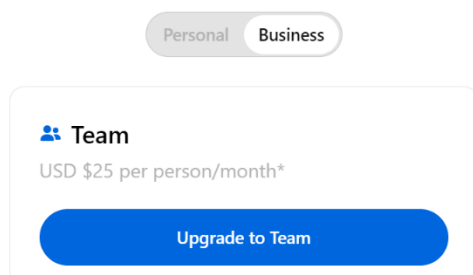 Personal Business
Team
USD $25 per person/month*
Upgrade to Team